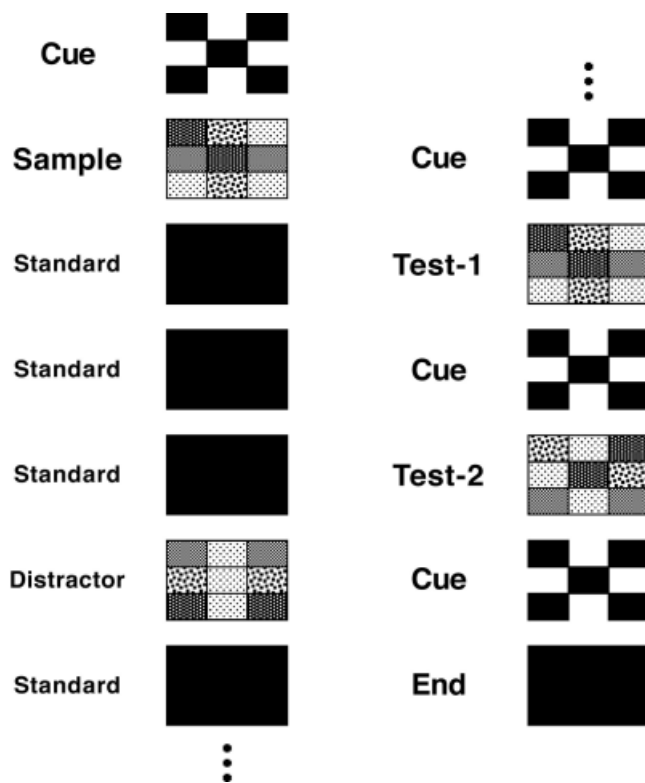 Cue
Sample
Standard
Standard
Standard
Distractor
Standard
Cue
Test-1
Cue
Test-2
Cue
End